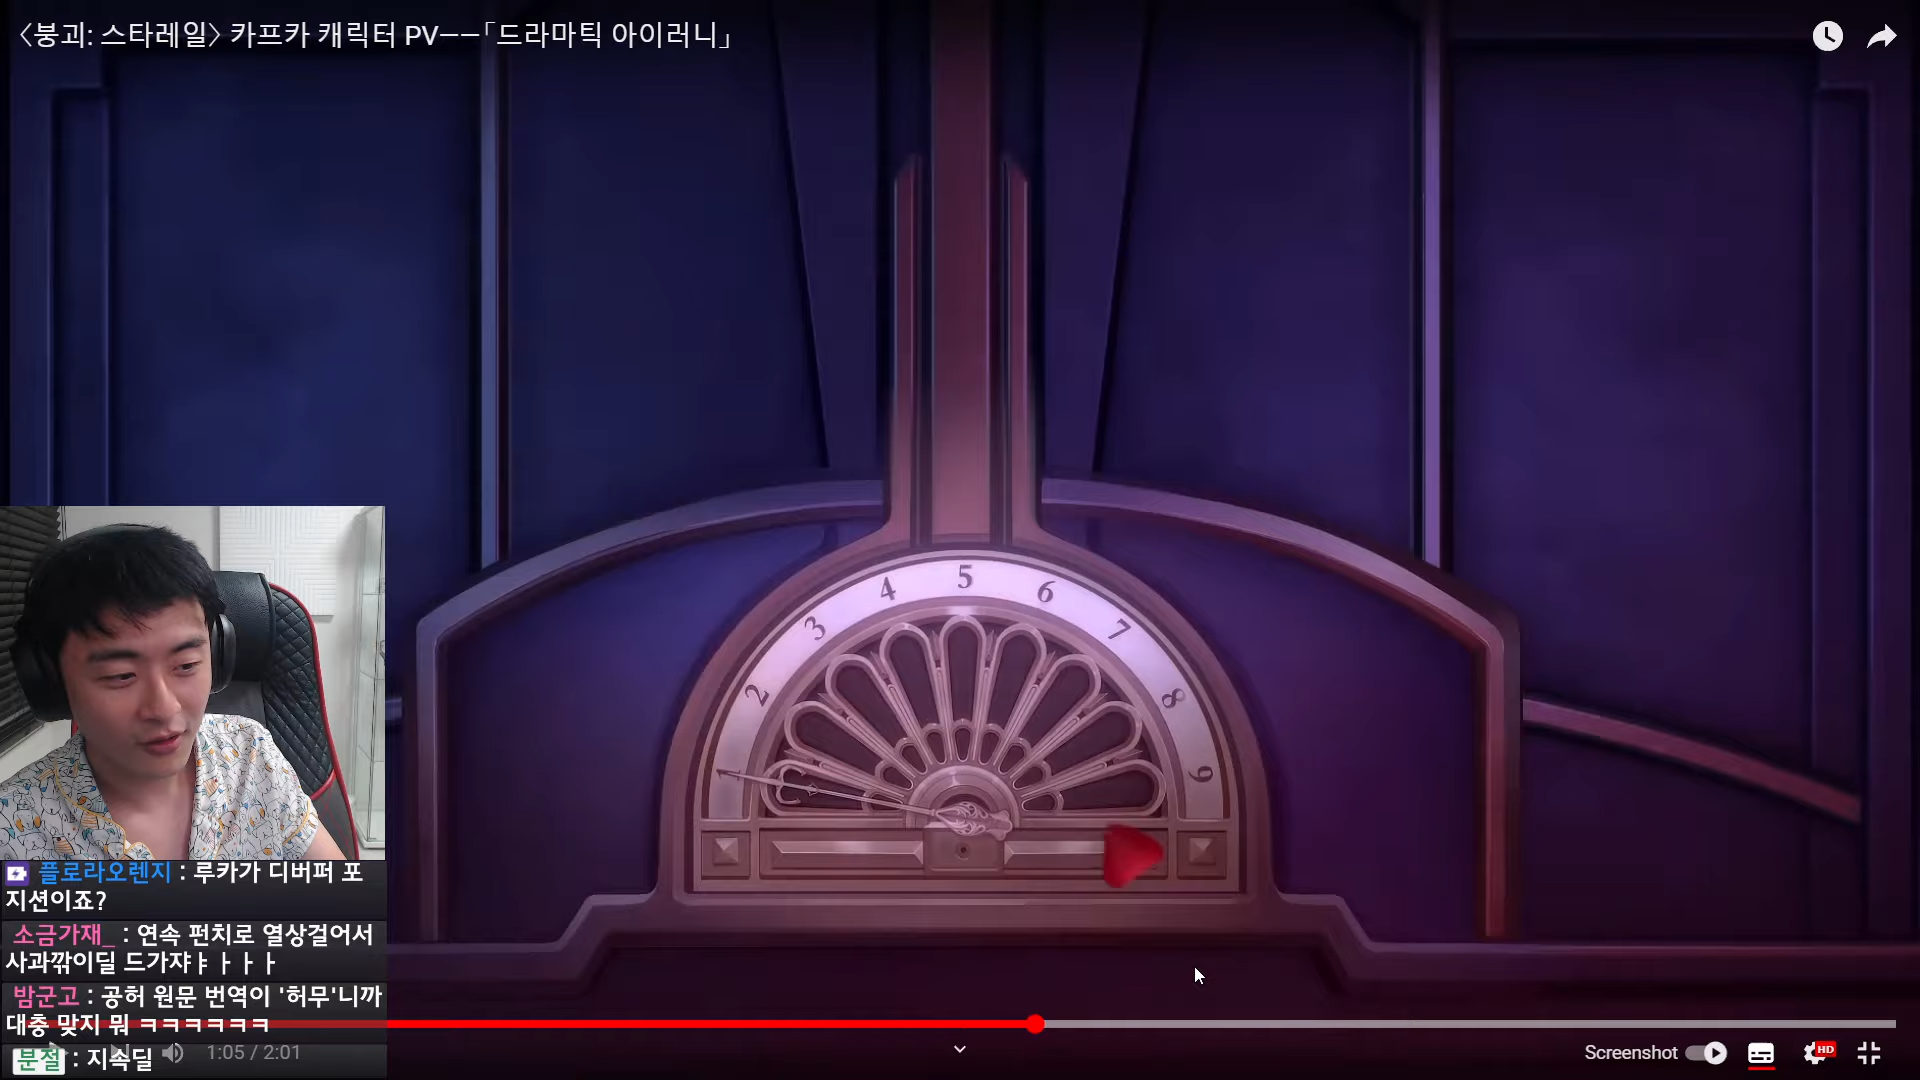 〈붕괴: 스타레일〉 카프카 캐릭터 PV——「드라마틱 아이러니」
1
2
3
4
5
6
7
8
9
플로라오렌지 : 루카가 디버퍼 포
지션이죠?
소금가재_ : 연속 펀치로 열상걸어서
사과깎이딜 드가쟈ㅑㅏㅏㅏ
밤군고 : 공허 원문 번역이 '허무'니까
대충 맞지 뭐 ㅋㅋㅋㅋㅋㅋ
분절 : 지속딜
1:05 / 2:01
Screenshot
HD